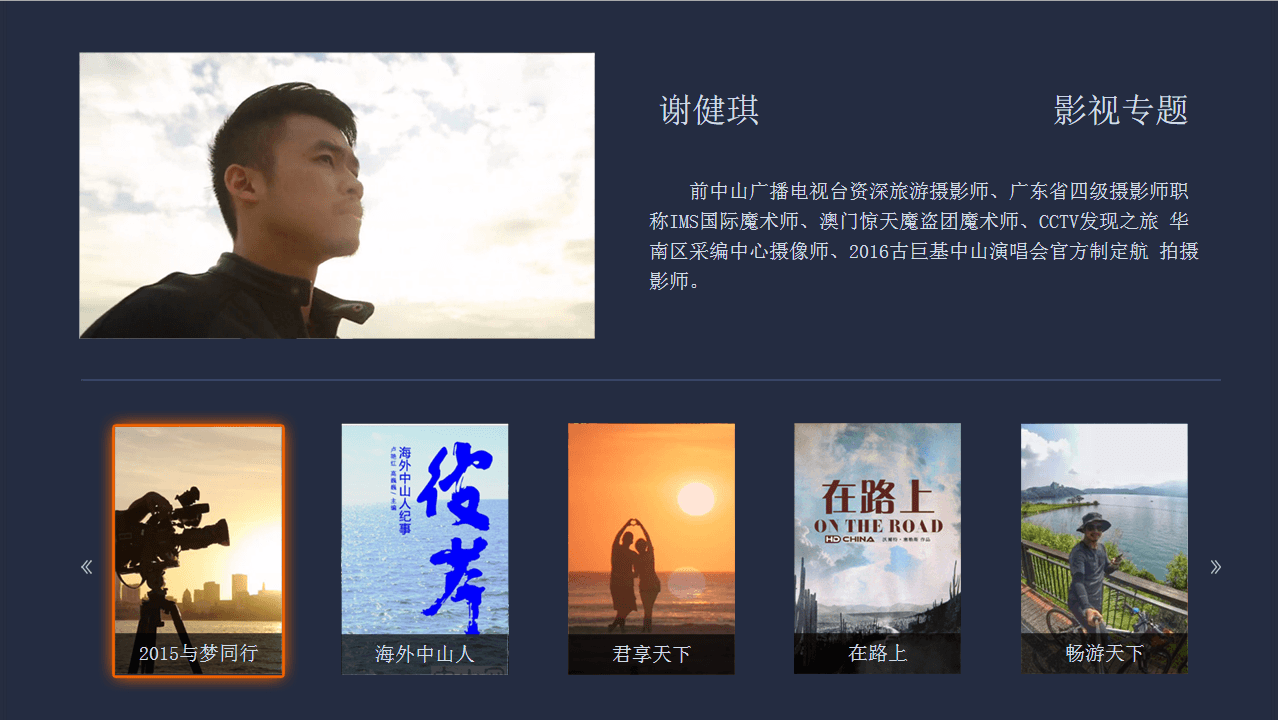 谢健琪
影视专题
前中山广播电视台资深旅游摄影师、广东省四级摄影师职
称IMS国际魔术师、澳门惊天魔盗团魔术师、CCTV发现之旅 华
南区采编中心摄像师、2016古巨基中山演唱会官方制定航 拍摄
影师。
«
2015与梦同行
彼岸
海外中山人纪事
海外中山人
君享天下
在路上
ON THE ROAD
HD CHINA
在路上
畅游天下
»